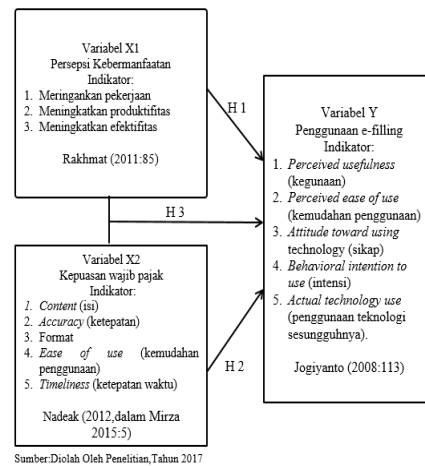 Variabel X1
Persepsi Kebermanfaatan
Indikator:
1. Meringankan pekerjaan
2. Meningkatkan produktifitas
3. Meningkatkan efektifitas
Rakhmat (2011:85)
H 1
H 3
Variabel X2
Kepuasan wajib pajak
Indikator:
1. Content (isi)
2. Accuracy (ketepatan)
3. Format
4. Ease of use (kemudahan
penggunaan)
5. Timeliness (ketepatan waktu)
Nadeak (2012,dalam Mirza
2015:5)
H 2
Variabel Y
Penggunaan e-filling
Indikator:
1. Perceived usefulness
(kegunaan)
2. Perceived ease of use
(kemudahan penggunaan)
3. Attitude toward using
technology (sikap)
4. Behavioral intention to
use (intensi)
5. Actual technology use
(penggunaan teknologi
sesungguhnya).
Jogiyanto (2008:113)
Sumber:Diolah Oleh Penelitian,Tahun 2017